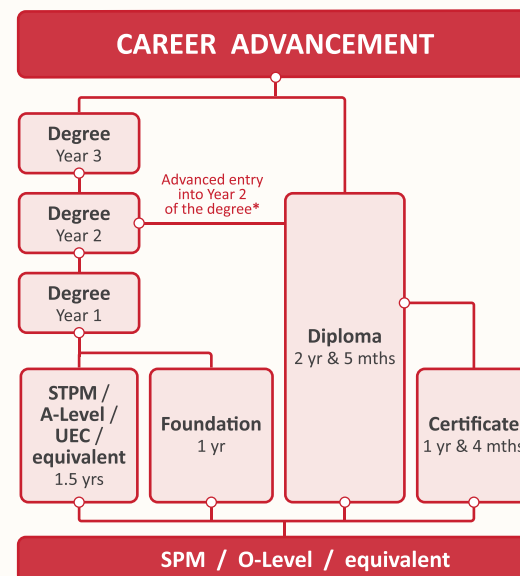 CAREER ADVANCEMENT
Degree
Year 3
Advanced entry
into Year 2
of the degree*
Degree
Year 2
Degree
Year 1
Diploma
2 yr & 5 mths
STPM /
A-Level /
UEC /
equivalent
1.5 yrs
Foundation
1 yr
Certificate
1 yr & 4 mths
SPM / O-Level / equivalent